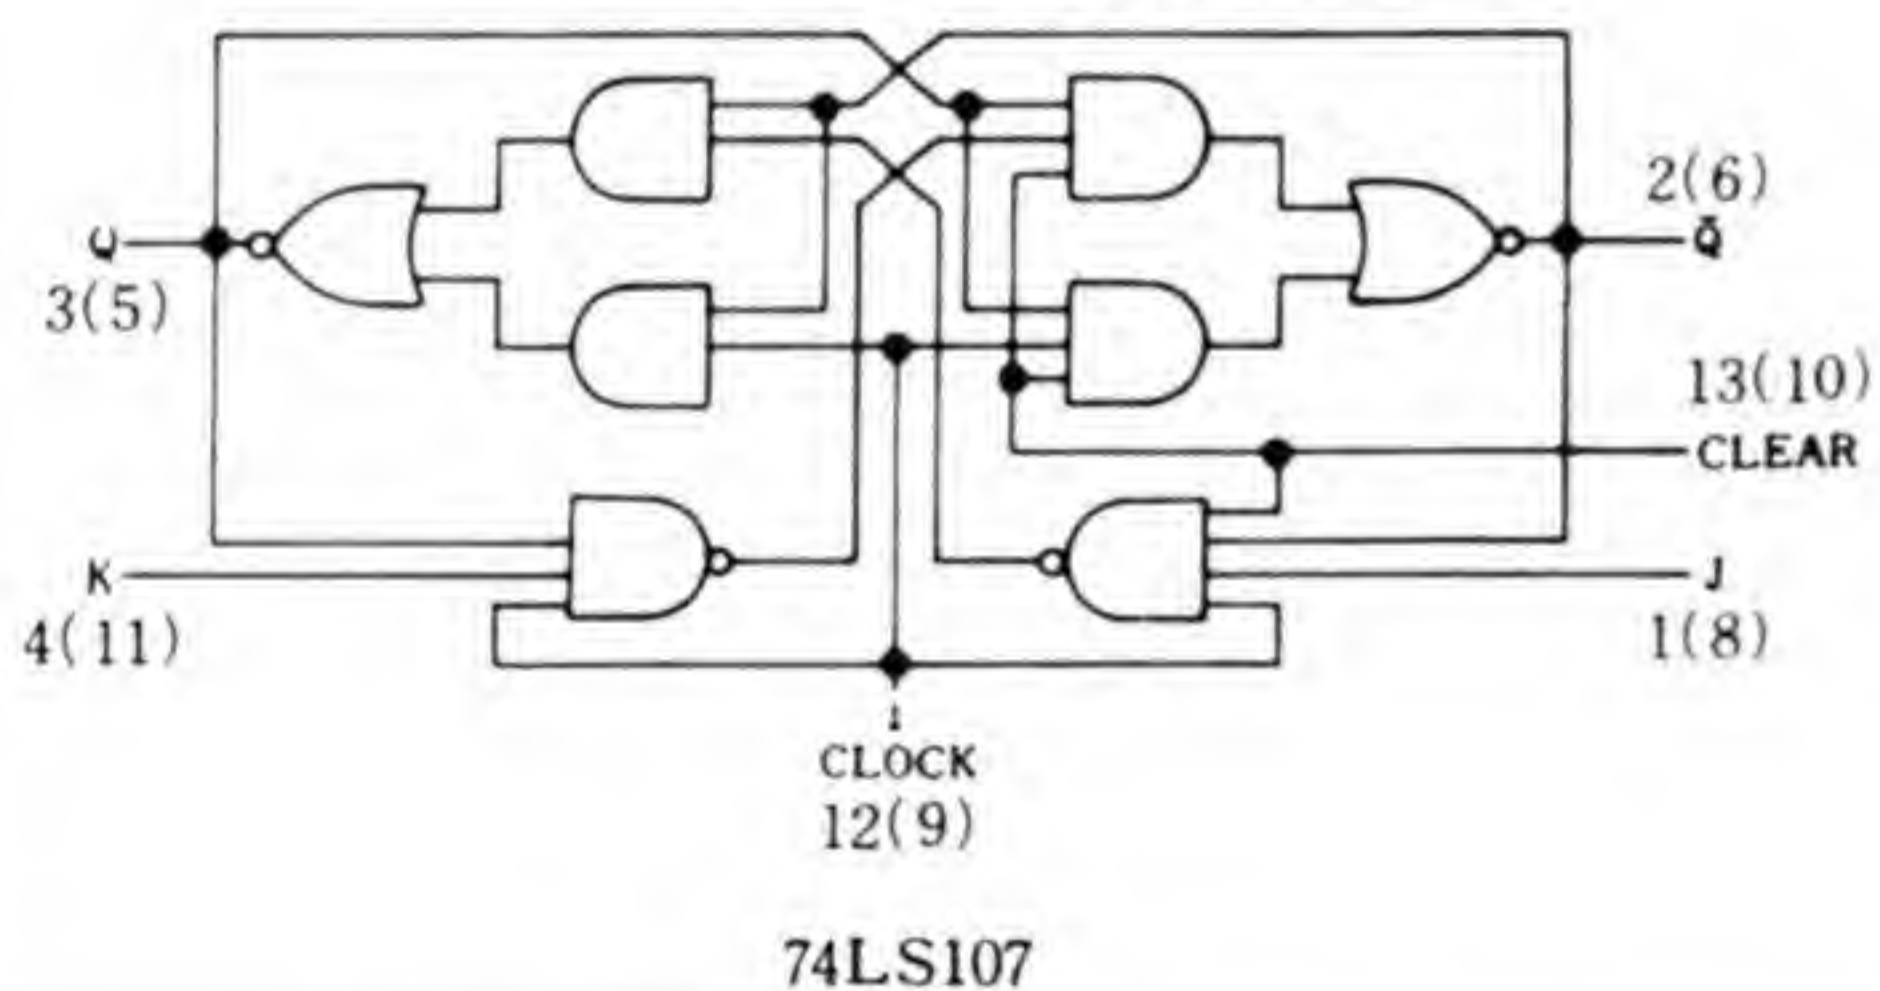 Q
3(5)
2(6)
Q̄
13(10)
CLEAR
K
4(11)
J
1(8)
CLOCK
12(9)
74LS107